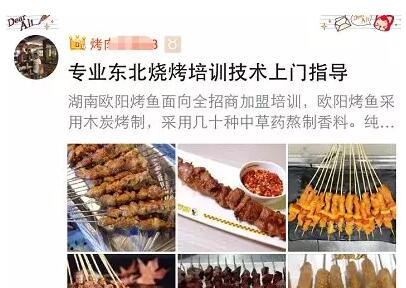 Dear
All
烤
专业东北烧烤培训技术上门指导
湖南欧阳烤鱼面向全招商加盟培训，欧阳烤鱼采
用木炭烤制，采用几十种中草药熬制香料。纯...